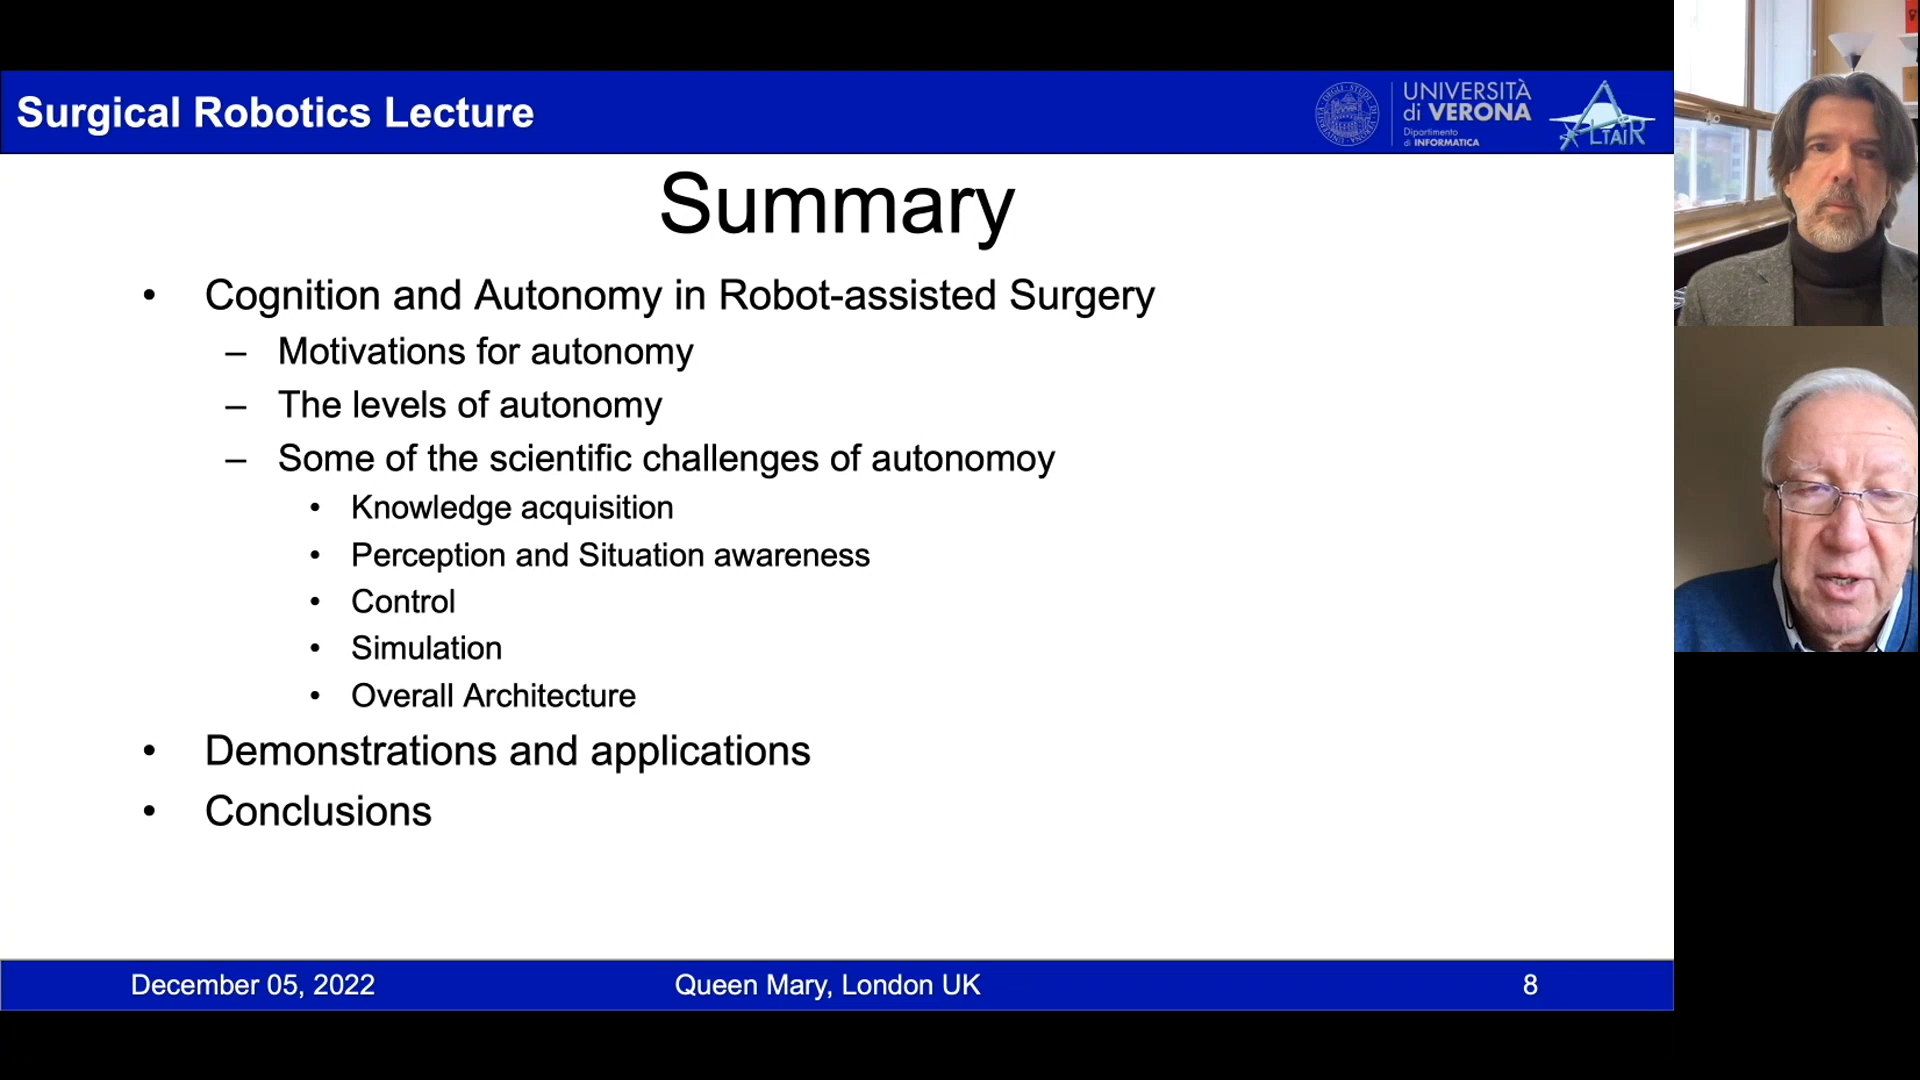 Surgical Robotics Lecture
UNIVERSITÀ
di VERONA
Dipartimento
di INFORMATICA
ALTAIR
Summary
• Cognition and Autonomy in Robot-assisted Surgery
– Motivations for autonomy
– The levels of autonomy
– Some of the scientific challenges of autonomoy
• Knowledge acquisition
• Perception and Situation awareness
• Control
• Simulation
• Overall Architecture
• Demonstrations and applications
• Conclusions
December 05, 2022
Queen Mary, London UK
8